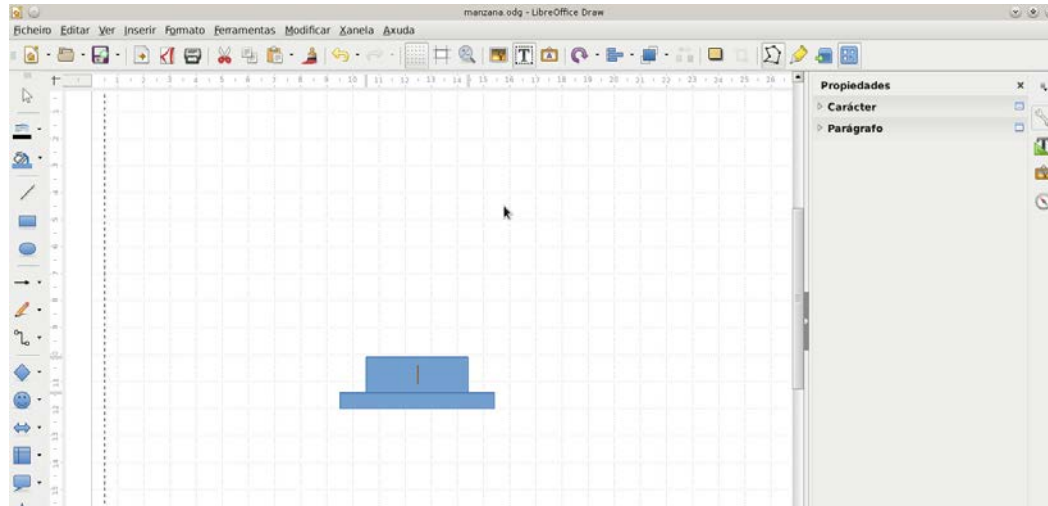 manzana.odg - LibreOffice Draw
Ficheiro Editar Ver Inserir Formato Ferramentas Modificar Xanela Axuda
Propiedades
Carácter
Parágrafo